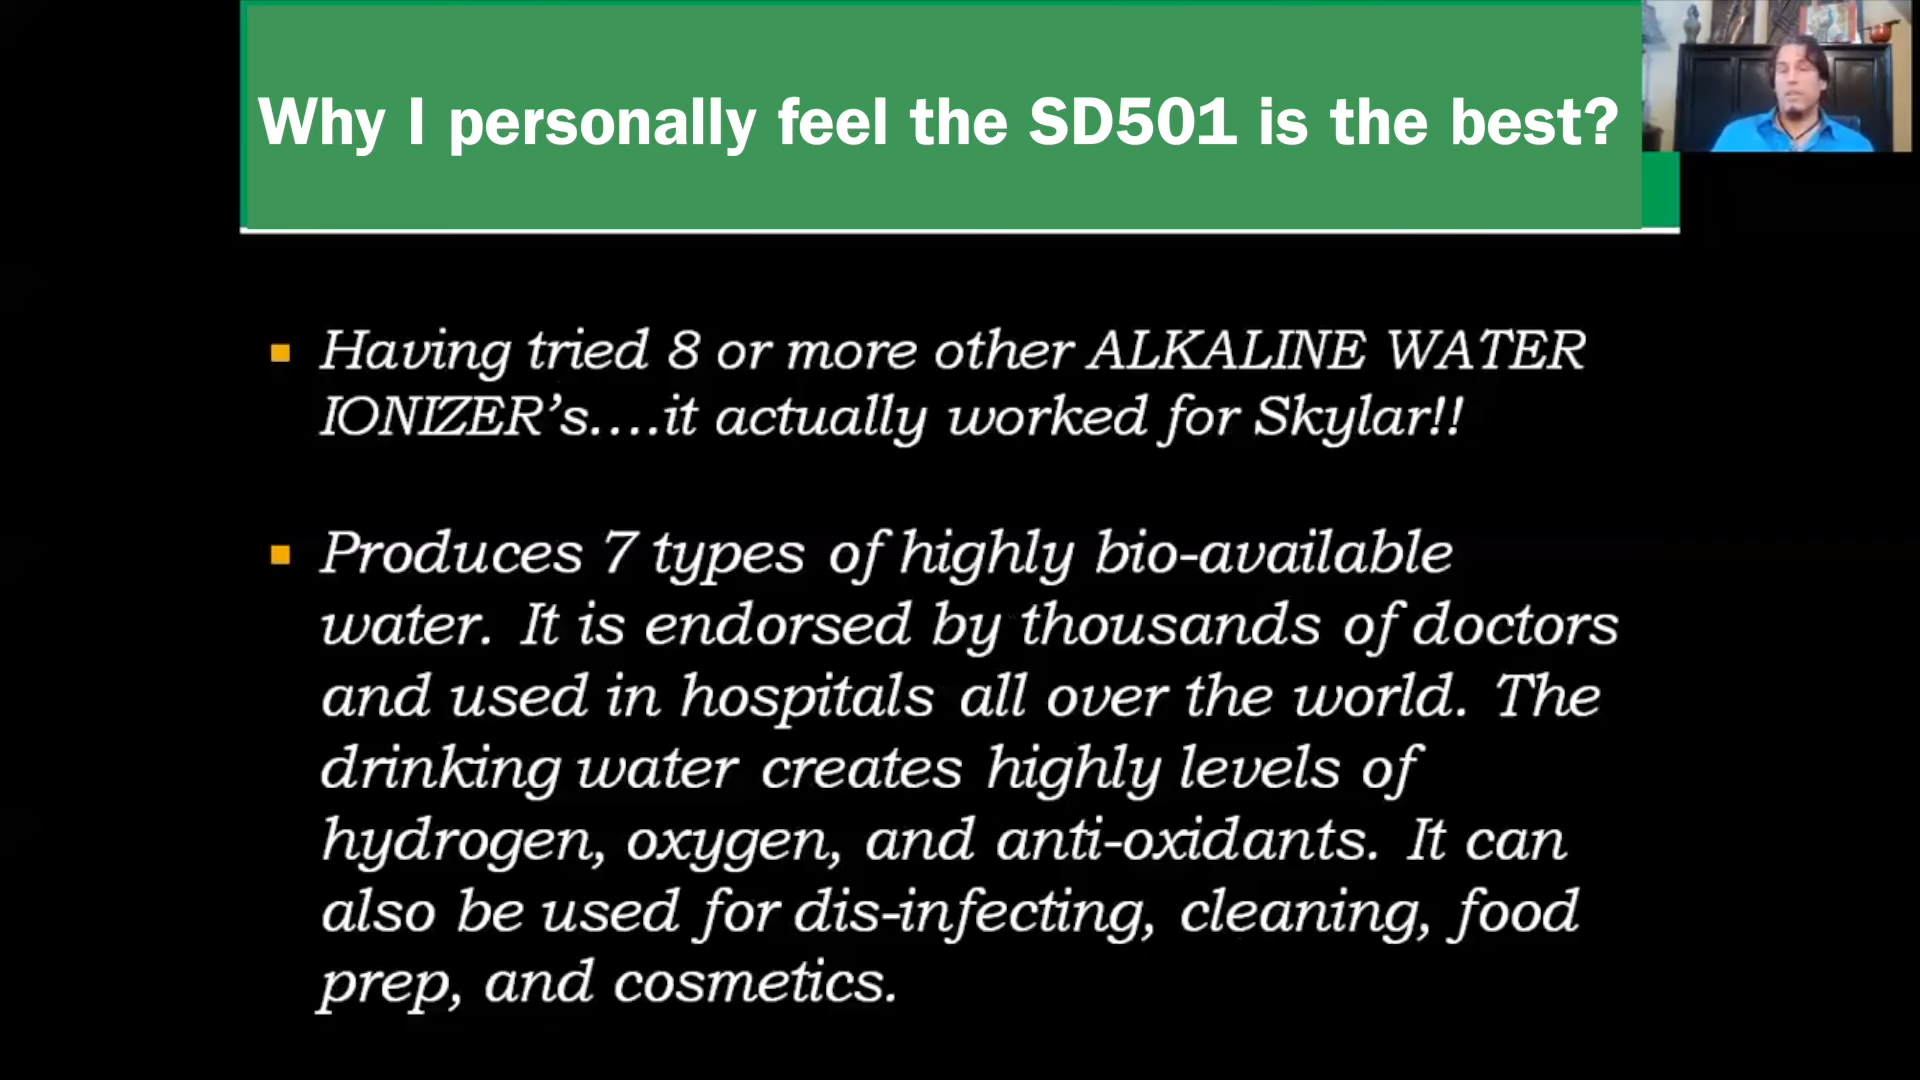 Why I personally feel the SD501 is the best?
Having tried 8 or more other ALKALINE WATER
IONIZER's....it actually worked for Skylar!!
Produces 7 types of highly bio-available
water. It is endorsed by thousands of doctors
and used in hospitals all over the world. The
drinking water creates highly levels of
hydrogen, oxygen, and anti-oxidants. It can
also be used for dis-infecting, cleaning, food
prep, and cosmetics.